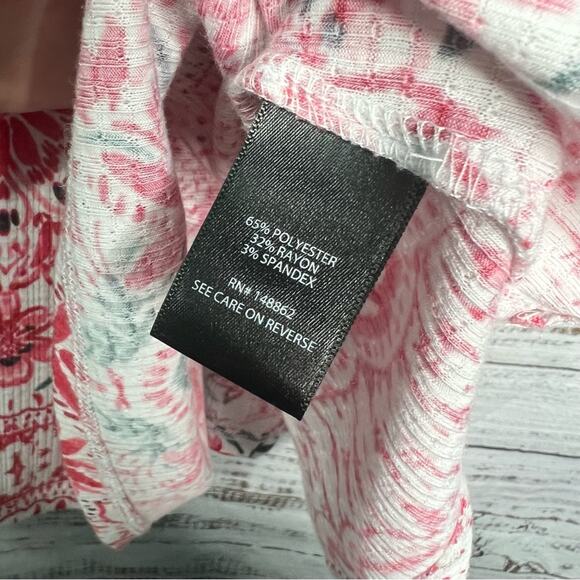 65% POLYESTER
32% RAYON
3% SPANDEX
RN# 148862
SEE CARE ON REVERSE